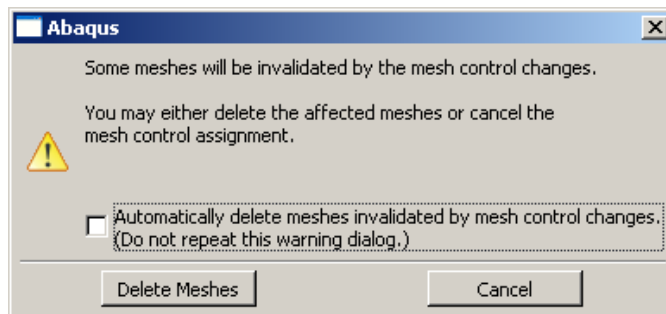 Abaqus
Some meshes will be invalidated by the mesh control changes.
You may either delete the affected meshes or cancel the
mesh control assignment.
Automatically delete meshes invalidated by mesh control changes.
(Do not repeat this warning dialog.)
Delete Meshes
Cancel